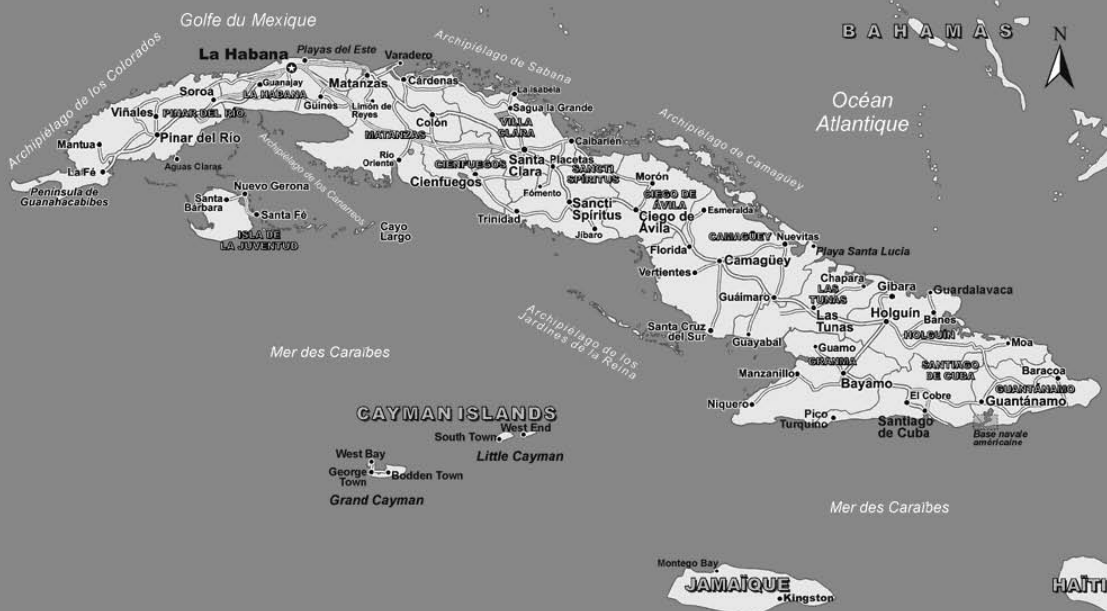 Golfe du Mexique
BAHAMAS
N
La Habana
Playas del Este
Varadero
Archipiélago de Sabana
Archipiélago de los Colorados
Guanajay
Matanzas
Cárdenas
La Isabela
Soroa
LA HABANA
Güines
Limón de
Reyes
Sagua la Grande
Océan
Atlantique
Viñales
PINAR DEL RÍO
Colón
VILLA
CLARA
Archipiélago de Camagüey
Pinar del Río
MATANZAS
Caibarién
Mantua
Aguas Claras
Archipiélago de los Canarreos
Río
Oriente
CIENFUEGOS
Santa
Clara
Placetas
SANCTI
SPÍRITUS
La Fé
Cienfuegos
Morón
Península de
Guanahacabibes
Nuevo Gerona
Fomento
CIEGO DE
ÁVILA
Santa
Bárbara
Santa Fé
Trinidad
Sancti
Spíritus
Ciego de
Ávila
Esmeralda
ISLA DE
LA JUVENTUD
Cayo
Largo
Jíbaro
CAMAGÜEY
Nuevitas
Florida
Camagüey
Playa Santa Lucia
Vertientes
Chapara
LAS
TUNAS
Gibara
Guardalavaca
Guáimaro
Archipiélago de los
Jardines de la Reina
Santa Cruz
del Sur
Las
Tunas
Holguín
Banes
Guayabal
HOLGUÍN
Moa
Mer des Caraïbes
Guamo
GRANMA
SANTIAGO
DE CUBA
Manzanillo
Bayamo
Baracoa
GUANTÁNAMO
Niquero
El Cobre
Guantánamo
Pico
Turquino
Santiago
de Cuba
Base navale
américaine
CAYMAN ISLANDS
West End
South Town
Little Cayman
West Bay
George
Town
Bodden Town
Grand Cayman
Mer des Caraïbes
Montego Bay
JAMAÏQUE
Kingston
HAÏTI